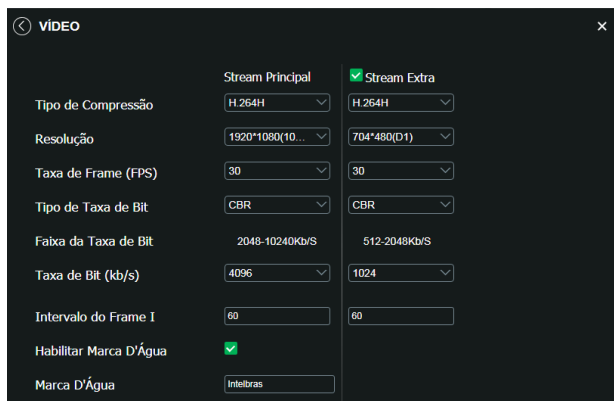 VÍDEO
Stream Principal Stream Extra
Tipo de Compressão H.264H H.264H
Resolução 1920*1080(10... 704*480(D1)
Taxa de Frame (FPS) 30 30
Tipo de Taxa de Bit CBR CBR
Faixa da Taxa de Bit 2048-10240Kb/S 512-2048Kb/S
Taxa de Bit (kb/s) 4096 1024
Intervalo do Frame I 60 60
Habilitar Marca D'Água
Marca D'Água Intelbras